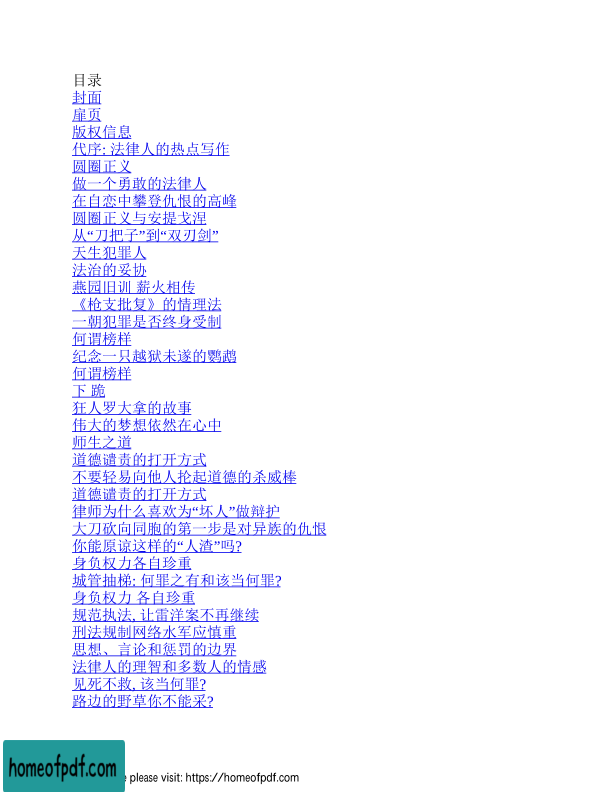 目录
封面
扉页
版权信息
代序: 法律人的热点写作
圆圈正义
做一个勇敢的法律人
在自恋中攀登仇恨的高峰
圆圈正义与安提戈涅
从“刀把子”到“双刃剑”
天生犯罪人
法治的妥协
燕园旧训 薪火相传
《枪支批复》的情理法
一朝犯罪是否终身受制
何谓榜样
纪念一只越狱未遂的鹦鹉
何谓榜样
下 跪
狂人罗大拿的故事
伟大的梦想依然在心中
师生之道
道德谴责的打开方式
不要轻易向他人抡起道德的杀威棒
道德谴责的打开方式
律师为什么喜欢为“坏人”做辩护
大刀砍向同胞的第一步是对异族的仇恨
你能原谅这样的“人渣”吗?
身负权力各自珍重
城管抽梯: 何罪之有和该当何罪?
身负权力 各自珍重
规范执法, 让雷洋案不再继续
刑法规制网络水军应慎重
思想、言论和惩罚的边界
法律人的理智和多数人的情感
见死不救, 该当何罪?
路边的野草你不能采?
homeofpdf.com
e please visit: https://homeofpdf.com